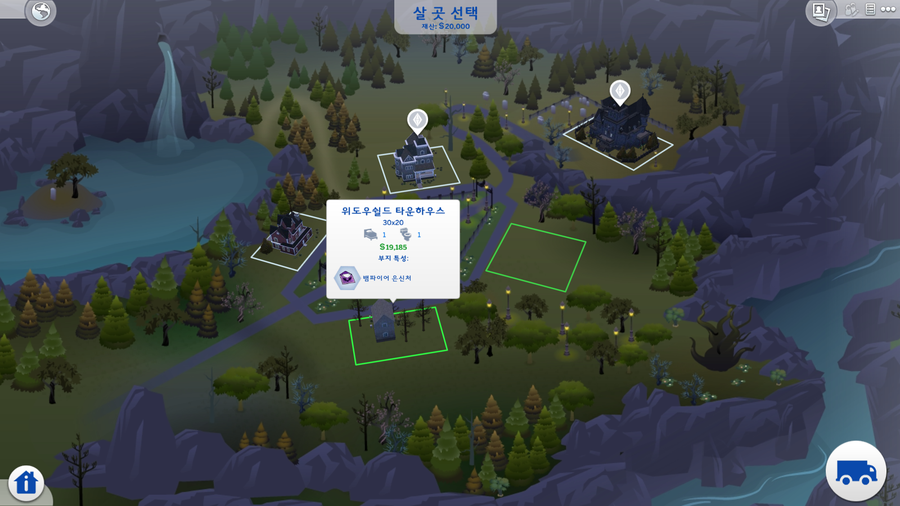 살 곳 선택
재산: §20,000
위도우쉴드 타운하우스
30x20
1 1
§19,185
부지 특성:
뱀파이어 은신처